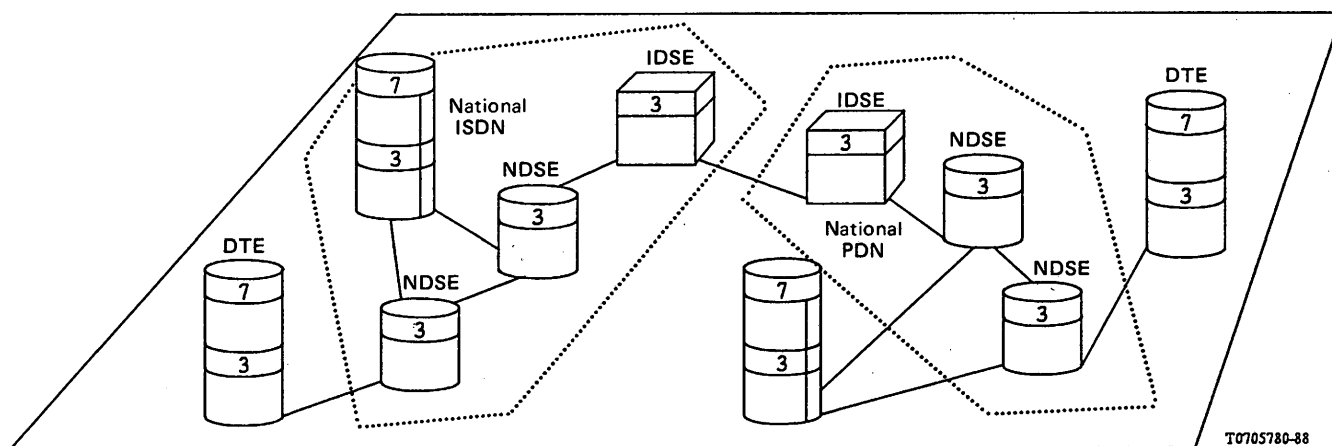 IDSE
7
3
National
ISDN
3
NDSE
3
DTE
7
3
NDSE
3
IDSE
3
NDSE
3
National
PDN
7
3
NDSE
3
DTE
7
3
T0705780-88